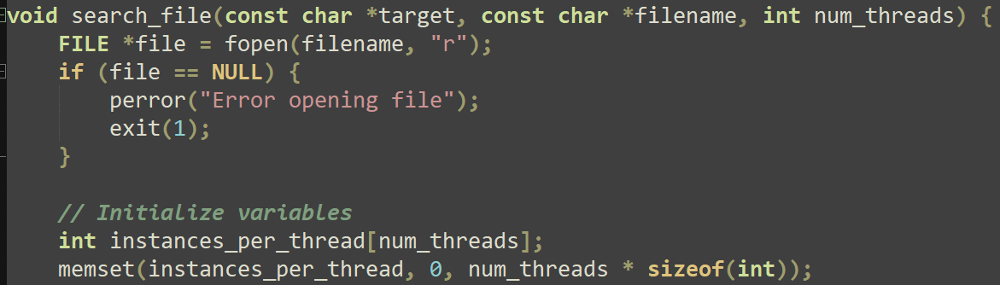 void search_file(const char *target, const char *filename, int num_threads) {
    FILE *file = fopen(filename, "r");
    if (file == NULL) {
        perror("Error opening file");
        exit(1);
    }

    // Initialize variables
    int instances_per_thread[num_threads];
    memset(instances_per_thread, 0, num_threads * sizeof(int));